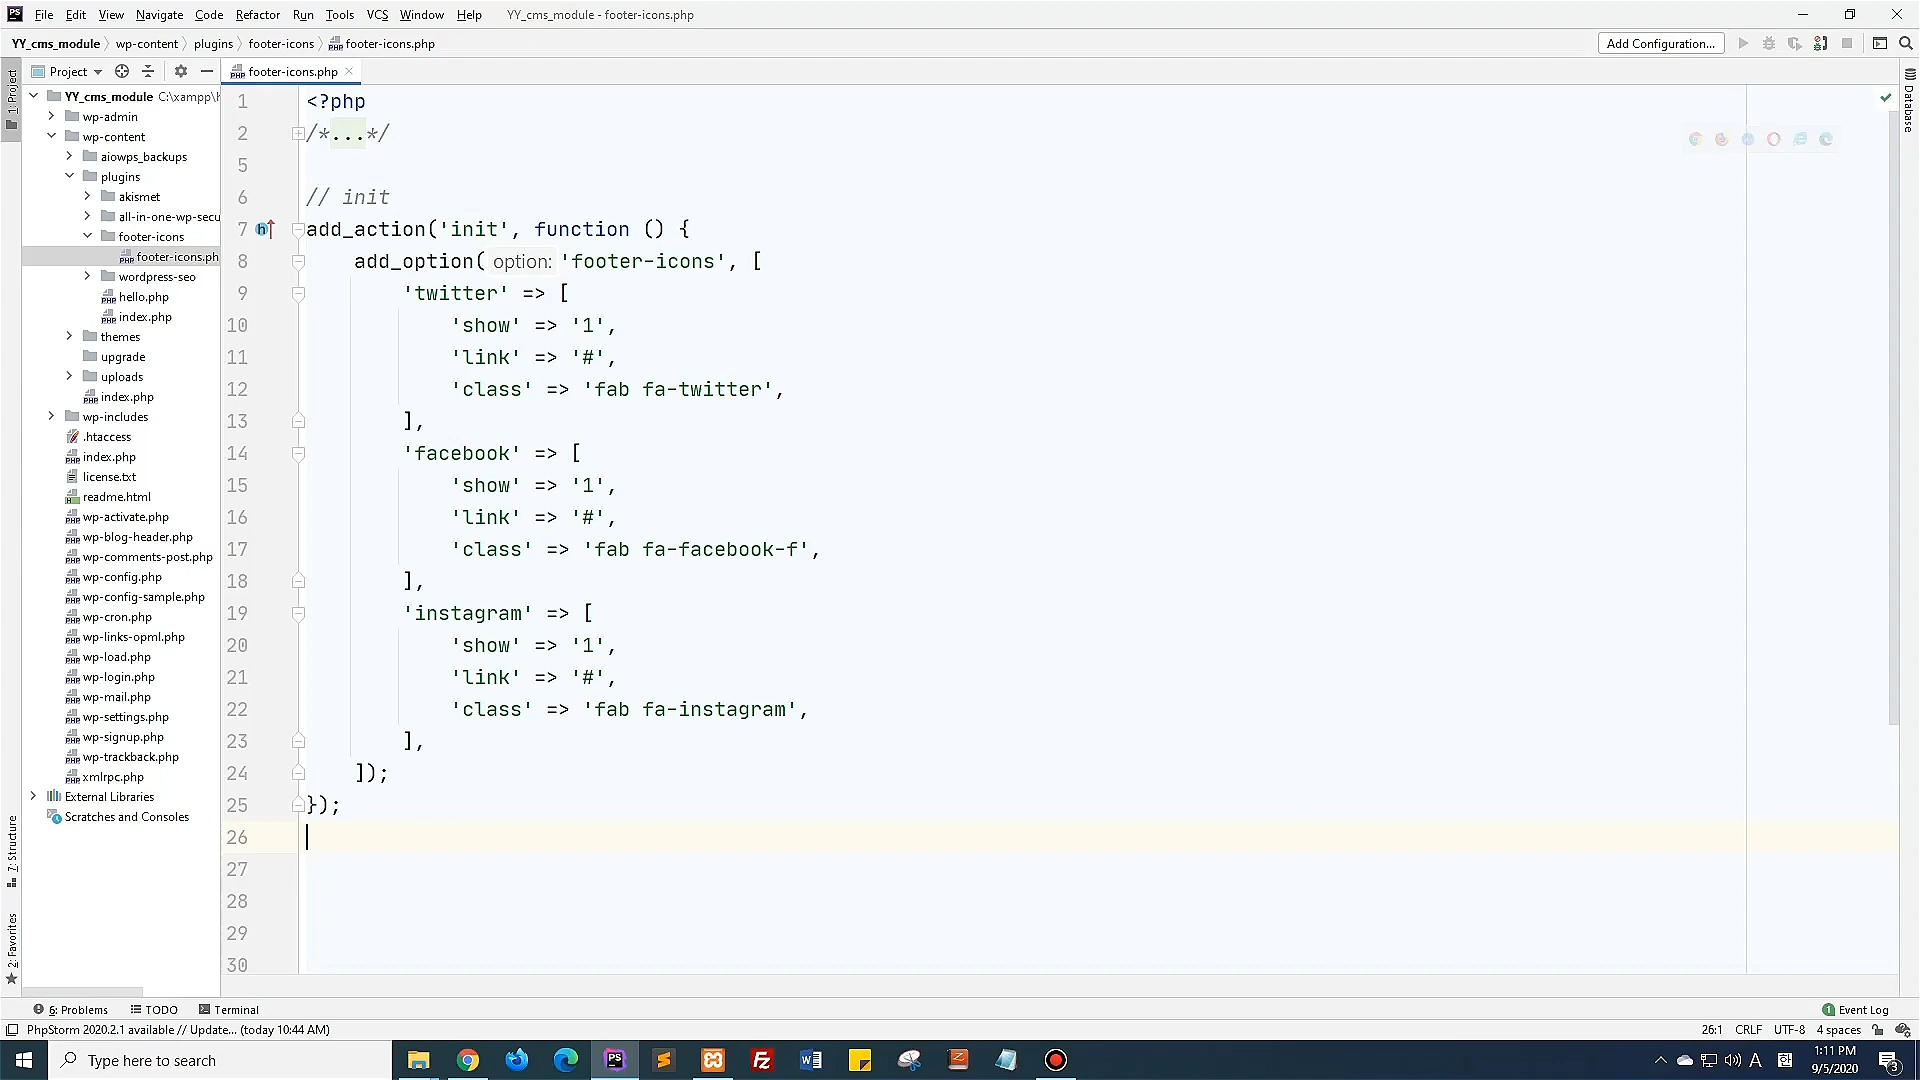 File Edit View Navigate Code Refactor Run Tools VCS Window Help YY_cms_module - footer-icons.php
YY_cms_module wp-content plugins footer-icons footer-icons.php Add Configuration...
Project footer-icons.php
1: Project
YY_cms_module C:\xampp\h
wp-admin
wp-content
aiowps_backups
plugins
akismet
all-in-one-wp-secu
footer-icons
footer-icons.ph
wordpress-seo
hello.php
index.php
themes
upgrade
uploads
index.php
wp-includes
.htaccess
index.php
license.txt
readme.html
wp-activate.php
wp-blog-header.php
wp-comments-post.php
wp-config.php
wp-config-sample.php
wp-cron.php
wp-links-opml.php
wp-load.php
wp-login.php
wp-mail.php
wp-settings.php
wp-signup.php
wp-trackback.php
xmlrpc.php
External Libraries
Scratches and Consoles
7: Structure
2: Favorites
1 <?php
2 /*...*/
5
6 // init
7 add_action('init', function () {
8 add_option( option: 'footer-icons', [
9 'twitter' => [
10 'show' => '1',
11 'link' => '#',
12 'class' => 'fab fa-twitter',
13 ],
14 'facebook' => [
15 'show' => '1',
16 'link' => '#',
17 'class' => 'fab fa-facebook-f',
18 ],
19 'instagram' => [
20 'show' => '1',
21 'link' => '#',
22 'class' => 'fab fa-instagram',
23 ],
24 ]);
25 });
26
27
28
29
30
Database
6: Problems TODO Terminal Event Log
PhpStorm 2020.2.1 available // Update... (today 10:44 AM) 26:1 CRLF UTF-8 4 spaces
Type here to search
1:11 PM
9/5/2020
3